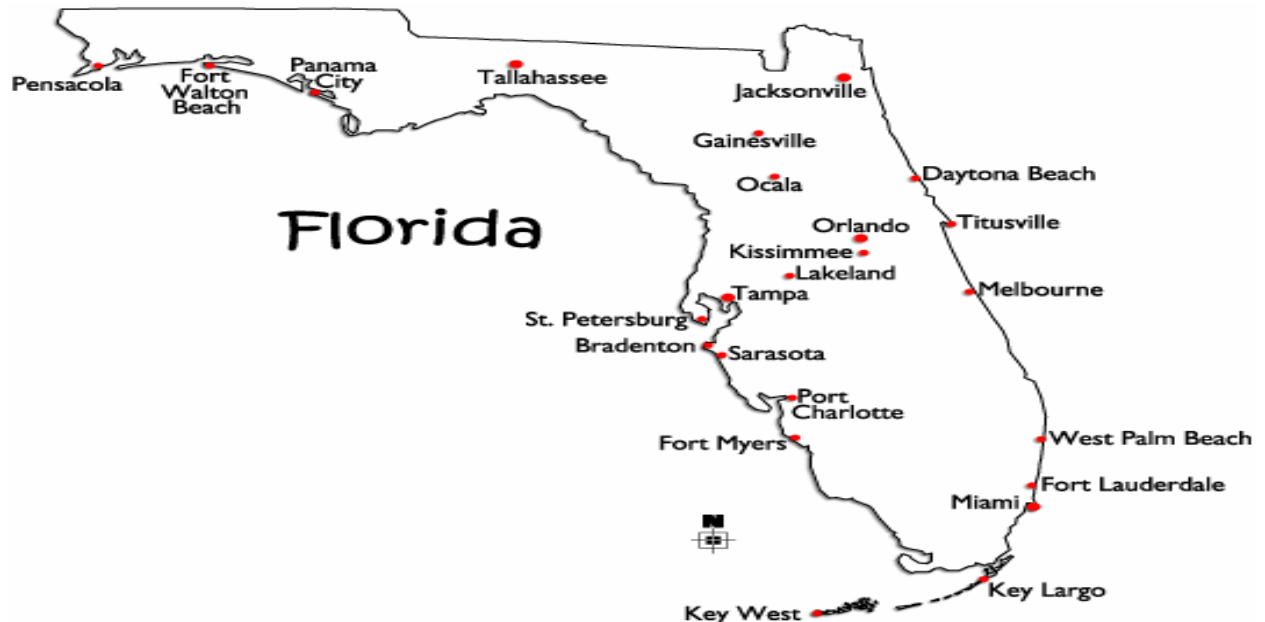 Pensacola
Fort
Walton
Beach
Panama
City
Tallahassee
Jacksonville
Gainesville
Ocala
Daytona Beach
Florida
Orlando
Titusville
Kissimmee
Lakeland
Tampa
Melbourne
St. Petersburg
Bradenton
Sarasota
Port
Charlotte
Fort Myers
West Palm Beach
Fort Lauderdale
Miami
N
Key Largo
Key West